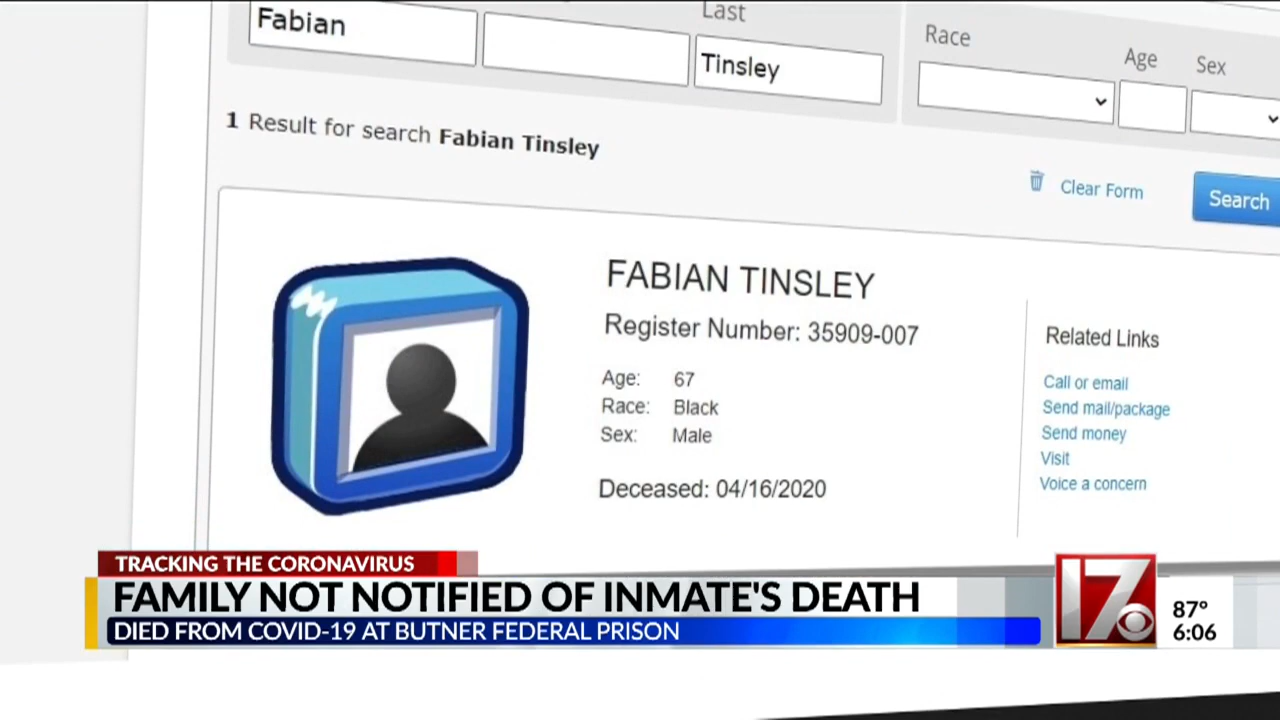 Last
Race
Age
Sex
Fabian
Tinsley
1 Result for search Fabian Tinsley
Clear Form
Search
FABIAN TINSLEY
Register Number: 35909-007
Age: 67
Race: Black
Sex: Male
Deceased: 04/16/2020
Related Links
Call or email
Send mail/package
Send money
Visit
Voice a concern
TRACKING THE CORONAVIRUS
FAMILY NOT NOTIFIED OF INMATE'S DEATH
DIED FROM COVID-19 AT BUTNER FEDERAL PRISON
17
87°
6:06